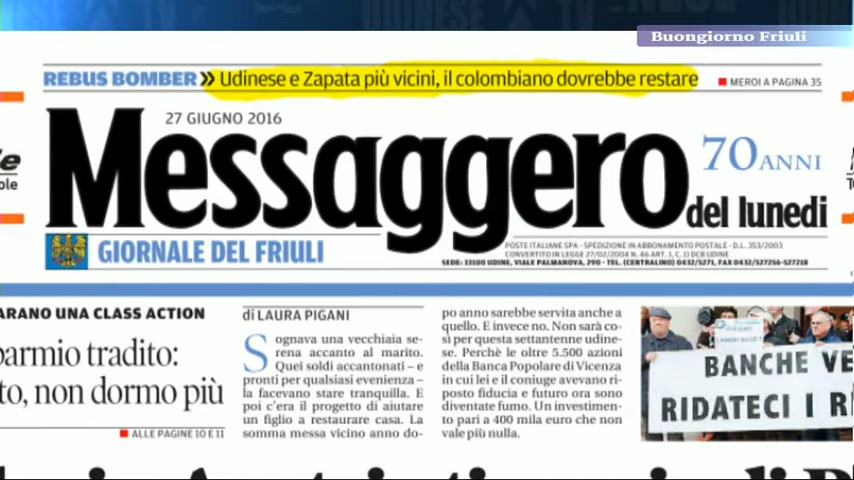 Buongiorno Friuli
REBUS BOMBER » Udinese e Zapata più vicini, il colombiano dovrebbe restare
■ MEROI A PAGINA 35
27 GIUGNO 2016
Messaggero
70 ANNI
del lunedi
GIORNALE DEL FRIULI
POSTE ITALIANE SPA - SPEDIZIONE IN ABBONAMENTO POSTALE - D.L. 353/2003
CONVERTITO IN LEGGE 27/02/2004 N. 46 ART. 1, C. 1) DCB UDINE
SEDE: 33100 UDINE, VIALE PALMANOVA, 290 - TEL. (CENTRALINO) 0432/5271, FAX 0432/527256-527218
ARANO UNA CLASS ACTION
parmio tradito:
to, non dormo più
■ ALLE PAGINE 10 E 11
di LAURA PIGANI
Sognava una vecchiaia se-
rena accanto al marito.
Quei soldi accantonati – e
pronti per qualsiasi evenienza –
la facevano stare tranquilla. E
poi c'era il progetto di aiutare
un figlio a restaurare casa. La
somma messa vicino anno do-
po anno sarebbe servita anche a
quello. E invece no. Non sarà co-
sì per questa settantenne udine-
se. Perchè le oltre 5.500 azioni
della Banca Popolare di Vicenza
in cui lei e il coniuge avevano ri-
posto fiducia e futuro ora sono
diventate fumo. Un investimen-
to pari a 400 mila euro che non
vale più nulla.
BANCHE VE
RIDATECI I R